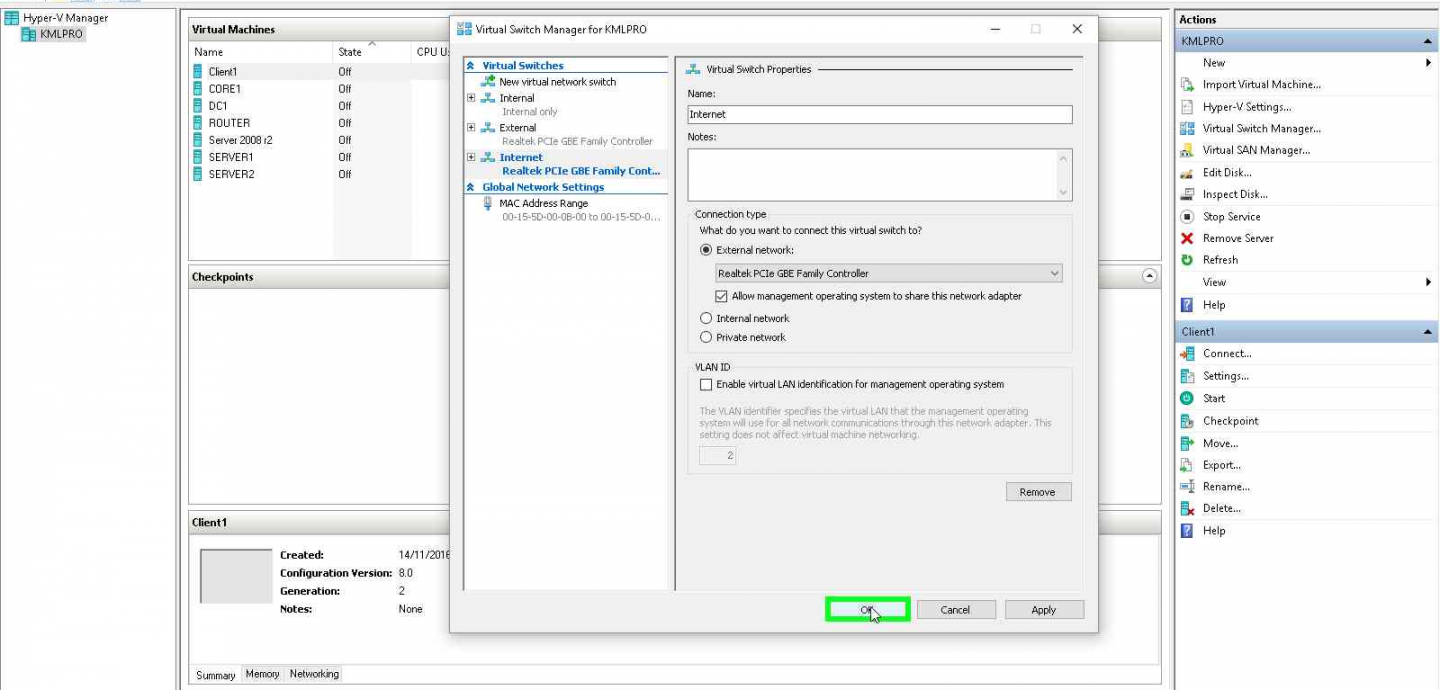 Hyper-V Manager
KMLPRO
Virtual Machines
Name State CPU U
Client1 Off
CORE1 Off
DC1 Off
ROUTER Off
Server 2008 r2 Off
SERVER1 Off
SERVER2 Off
Checkpoints
Client1
Created: 14/11/2016
Configuration Version: 8.0
Generation: 2
Notes: None
Summary Memory Networking
Virtual Switch Manager for KMLPRO
Virtual Switches
New virtual network switch
Internal
Internal only
External
Realtek PCIe GBE Family Controller
Internet
Realtek PCIe GBE Family Cont...
Global Network Settings
MAC Address Range
00-15-5D-00-0B-00 to 00-15-5D-0...
Virtual Switch Properties
Name:
Internet
Notes:
Connection type
What do you want to connect this virtual switch to?
External network:
Realtek PCIe GBE Family Controller
Allow management operating system to share this network adapter
Internal network
Private network
VLAN ID
Enable virtual LAN identification for management operating system
The VLAN identifier specifies the virtual LAN that the management operating
system will use for all network communications through this network adapter. This
setting does not affect virtual machine networking.
2
Remove
OK Cancel Apply
Actions
KMLPRO
New
Import Virtual Machine...
Hyper-V Settings...
Virtual Switch Manager...
Virtual SAN Manager...
Edit Disk...
Inspect Disk...
Stop Service
Remove Server
Refresh
View
Help
Client1
Connect...
Settings...
Start
Checkpoint
Move...
Export...
Rename...
Delete...
Help